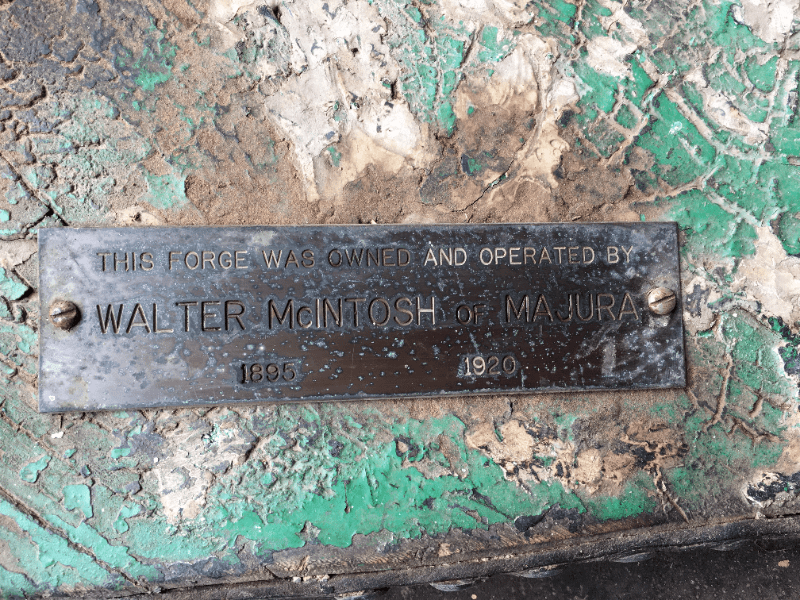 THIS FORGE WAS OWNED AND OPERATED BY
WALTER McINTOSH OF MAJURA
1895 1920